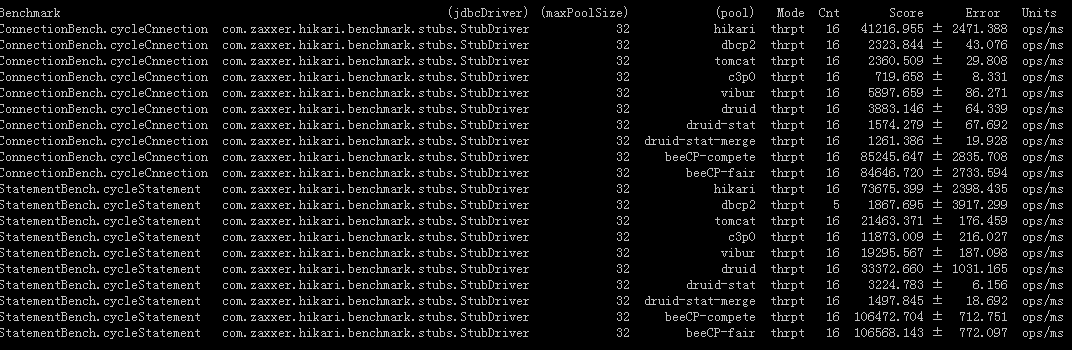 Benchmark (jdbcDriver) (maxPoolSize) (pool) Mode Cnt Score Error Units
ConnectionBench.cycleCnnection com.zaxxer.hikari.benchmark.stubs.StubDriver 32 hikari thrpt 16 41216.955 ± 2471.388 ops/ms
ConnectionBench.cycleCnnection com.zaxxer.hikari.benchmark.stubs.StubDriver 32 dbcp2 thrpt 16 2323.844 ± 43.076 ops/ms
ConnectionBench.cycleCnnection com.zaxxer.hikari.benchmark.stubs.StubDriver 32 tomcat thrpt 16 2360.509 ± 29.808 ops/ms
ConnectionBench.cycleCnnection com.zaxxer.hikari.benchmark.stubs.StubDriver 32 c3p0 thrpt 16 719.658 ± 8.331 ops/ms
ConnectionBench.cycleCnnection com.zaxxer.hikari.benchmark.stubs.StubDriver 32 vibur thrpt 16 5897.659 ± 86.271 ops/ms
ConnectionBench.cycleCnnection com.zaxxer.hikari.benchmark.stubs.StubDriver 32 druid thrpt 16 3883.146 ± 64.339 ops/ms
ConnectionBench.cycleCnnection com.zaxxer.hikari.benchmark.stubs.StubDriver 32 druid-stat thrpt 16 1574.279 ± 67.692 ops/ms
ConnectionBench.cycleCnnection com.zaxxer.hikari.benchmark.stubs.StubDriver 32 druid-stat-merge thrpt 16 1261.386 ± 19.928 ops/ms
ConnectionBench.cycleCnnection com.zaxxer.hikari.benchmark.stubs.StubDriver 32 beeCP-compete thrpt 16 85245.647 ± 2835.708 ops/ms
ConnectionBench.cycleCnnection com.zaxxer.hikari.benchmark.stubs.StubDriver 32 beeCP-fair thrpt 16 84646.720 ± 2733.594 ops/ms
StatementBench.cycleStatement com.zaxxer.hikari.benchmark.stubs.StubDriver 32 hikari thrpt 16 73675.399 ± 2398.435 ops/ms
StatementBench.cycleStatement com.zaxxer.hikari.benchmark.stubs.StubDriver 32 dbcp2 thrpt 5 1867.695 ± 3917.299 ops/ms
StatementBench.cycleStatement com.zaxxer.hikari.benchmark.stubs.StubDriver 32 tomcat thrpt 16 21463.371 ± 176.459 ops/ms
StatementBench.cycleStatement com.zaxxer.hikari.benchmark.stubs.StubDriver 32 c3p0 thrpt 16 11873.009 ± 216.027 ops/ms
StatementBench.cycleStatement com.zaxxer.hikari.benchmark.stubs.StubDriver 32 vibur thrpt 16 19295.567 ± 187.098 ops/ms
StatementBench.cycleStatement com.zaxxer.hikari.benchmark.stubs.StubDriver 32 druid thrpt 16 33372.660 ± 1031.165 ops/ms
StatementBench.cycleStatement com.zaxxer.hikari.benchmark.stubs.StubDriver 32 druid-stat thrpt 16 3224.783 ± 6.156 ops/ms
StatementBench.cycleStatement com.zaxxer.hikari.benchmark.stubs.StubDriver 32 druid-stat-merge thrpt 16 1497.845 ± 18.692 ops/ms
StatementBench.cycleStatement com.zaxxer.hikari.benchmark.stubs.StubDriver 32 beeCP-compete thrpt 16 106472.704 ± 712.751 ops/ms
StatementBench.cycleStatement com.zaxxer.hikari.benchmark.stubs.StubDriver 32 beeCP-fair thrpt 16 106568.143 ± 772.097 ops/ms